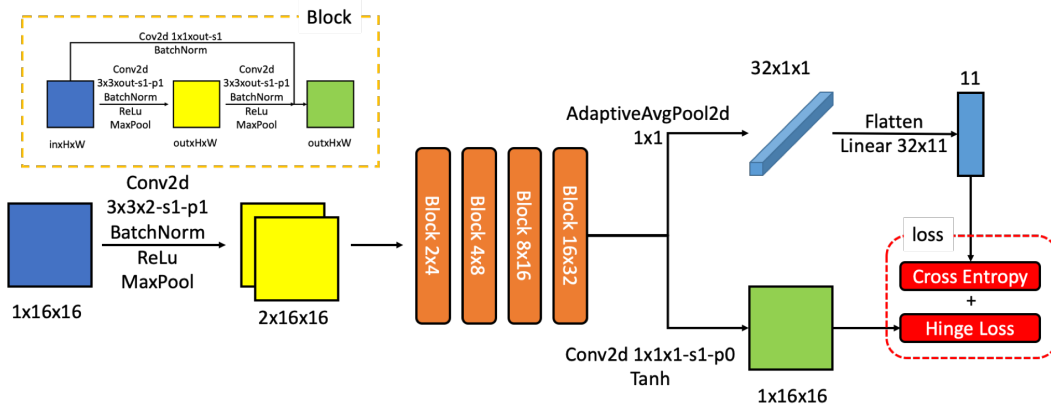 Block
Cov2d 1x1xout-s1
BatchNorm
Conv2d
3x3xout-s1-p1
BatchNorm
ReLu
MaxPool
Conv2d
3x3xout-s1-p1
BatchNorm
ReLu
MaxPool
inxHxW
outxHxW
outxHxW
1x16x16
Conv2d
3x3x2-s1-p1
BatchNorm
ReLu
MaxPool
2x16x16
Block 2x4
Block 4x8
Block 8x16
Block 16x32
AdaptiveAvgPool2d
1x1
32x1x1
Flatten
Linear 32x11
11
Conv2d 1x1x1-s1-p0
Tanh
1x16x16
loss
Cross Entropy
+
Hinge Loss